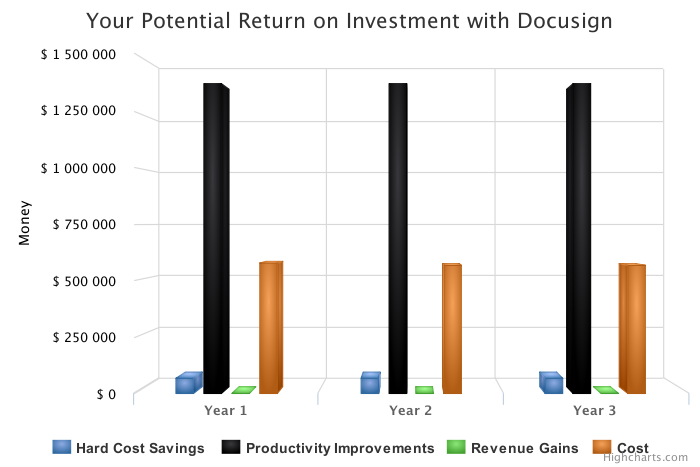 Your Potential Return on Investment with Docusign
$ 1 500 000
$ 1 250 000
$ 1 000 000
$ 750 000
$ 500 000
$ 250 000
$ 0
Money
Year 1 Year 2 Year 3
Hard Cost Savings Productivity Improvements Revenue Gains Cost
Highcharts.com